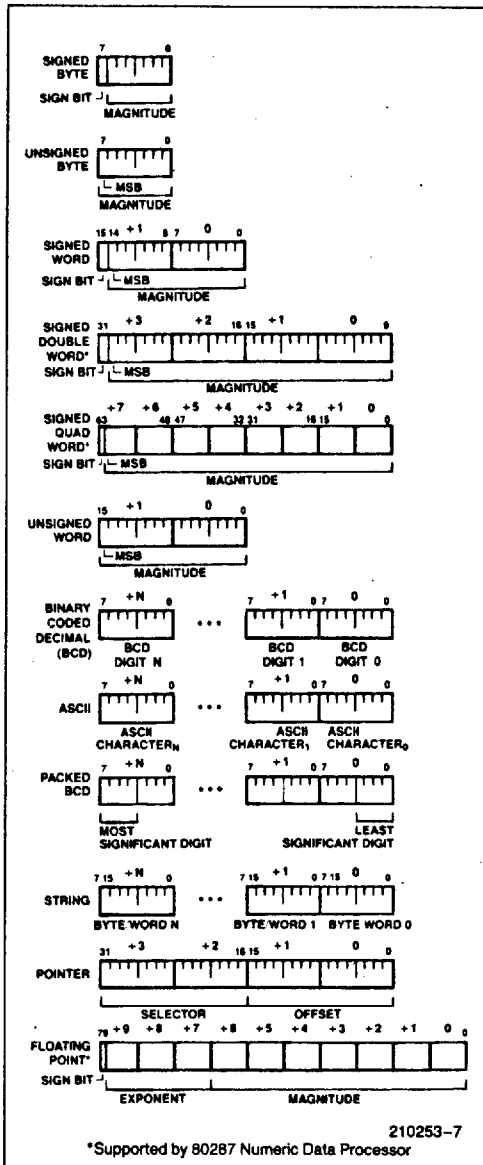 7 0
SIGNED
BYTE
SIGN BIT
MAGNITUDE
7 0
UNSIGNED
BYTE
MSB
MAGNITUDE
15 14 +1 8 7 0 0
SIGNED
WORD
SIGN BIT MSB
MAGNITUDE
SIGNED 31 +3 +2 16 15 +1 0 0
DOUBLE
WORD*
SIGN BIT MSB
MAGNITUDE
SIGNED 63 +7 +6 48 47 +5 +4 32 31 +3 +2 16 15 +1 0 0
QUAD
WORD*
SIGN BIT MSB
MAGNITUDE
15 +1 0 0
UNSIGNED
WORD
MSB
MAGNITUDE
BINARY 7 +N 0 ... 7 +1 0 7 0 0
CODED
DECIMAL
(BCD)
BCD BCD BCD
DIGIT N DIGIT 1 DIGIT 0
7 +N 0 ... 7 +1 0 7 0 0
ASCII
ASCII ASCII ASCII
CHARACTERN CHARACTER1 CHARACTER0
7 +N 0 ... 7 +1 0 7 0 0
PACKED
BCD
MOST LEAST
SIGNIFICANT DIGIT SIGNIFICANT DIGIT
7 15 +N 0 ... 7 15 +1 0 7 15 0 0
STRING
BYTE/WORD N BYTE/WORD 1 BYTE WORD 0
31 +3 +2 16 15 +1 0 0
POINTER
SELECTOR OFFSET
79 +9 +8 +7 +6 +5 +4 +3 +2 +1 0 0
FLOATING
POINT*
SIGN BIT
EXPONENT MAGNITUDE
210253-7
*Supported by 80287 Numeric Data Processor